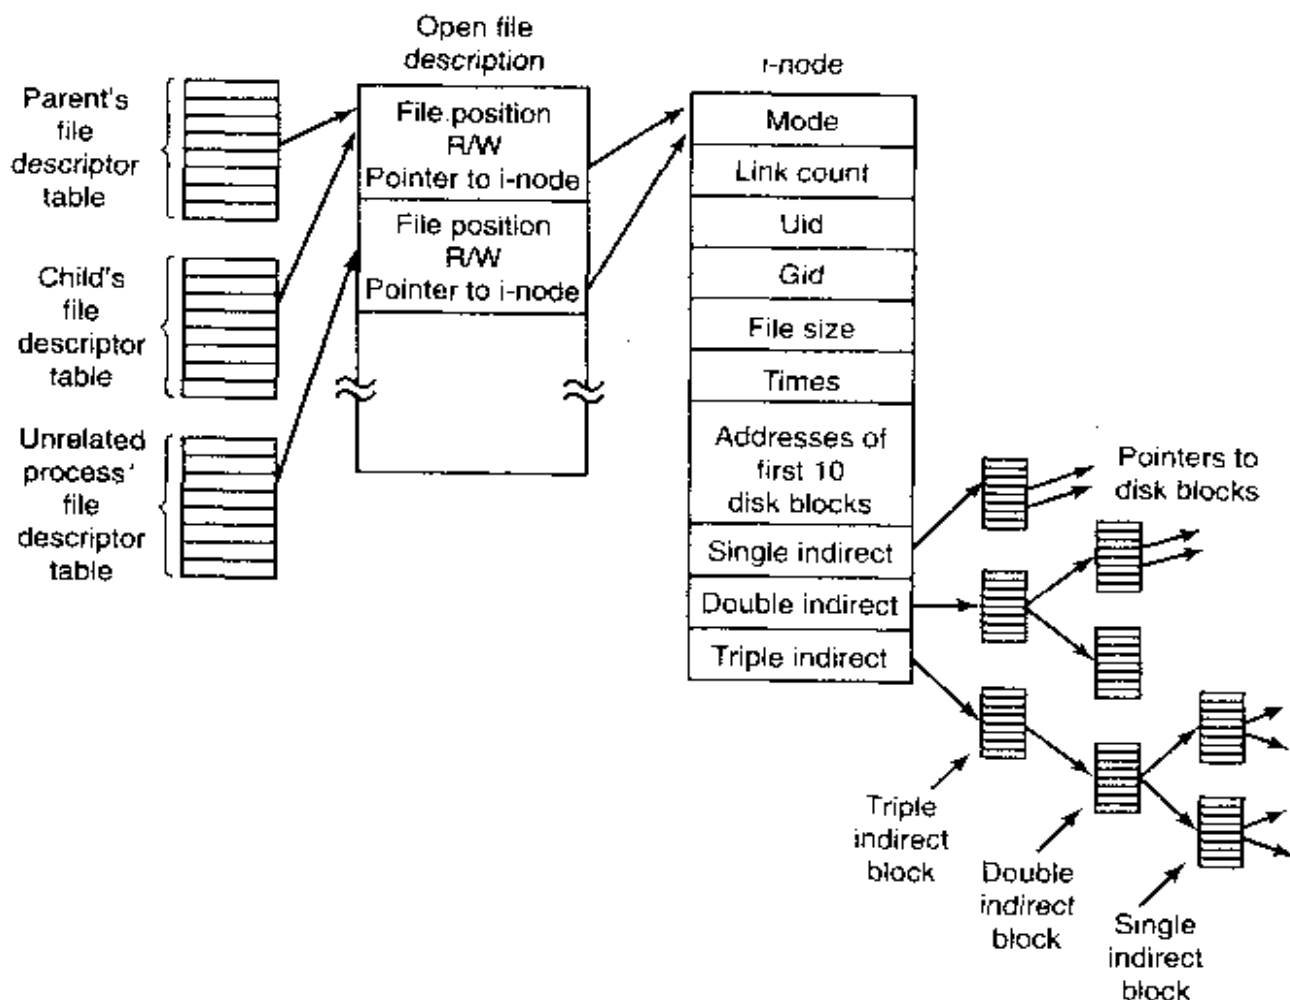 Open file
description
i-node
Parent's
file
descriptor
table
File position
R/W
Pointer to i-node
File position
R/W
Pointer to i-node
Child's
file
descriptor
table
Unrelated
process'
file
descriptor
table
Mode
Link count
Uid
Gid
File size
Times
Addresses of
first 10
disk blocks
Single indirect
Double indirect
Triple indirect
Pointers to
disk blocks
Triple
indirect
block
Double
indirect
block
Single
indirect
block